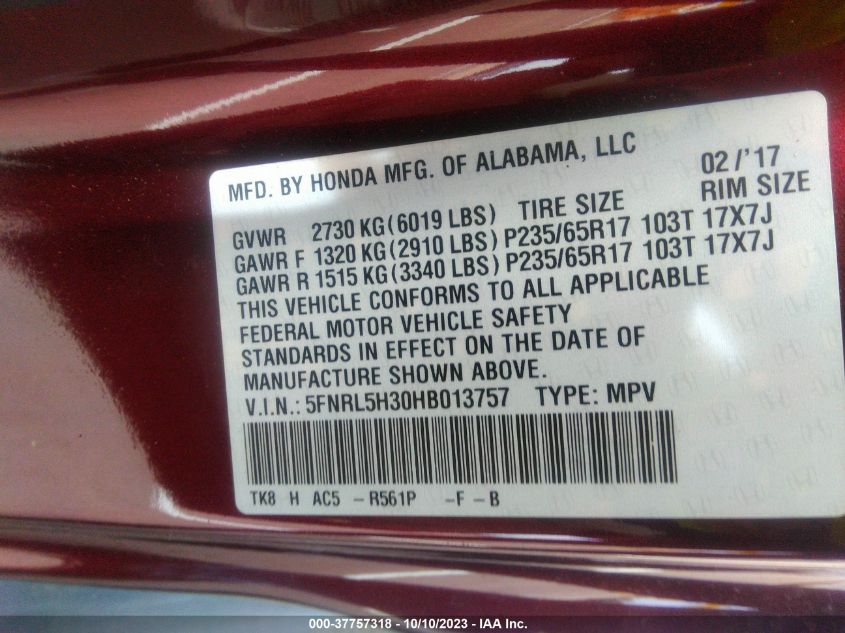 MFD. BY HONDA MFG. OF ALABAMA, LLC 02/'17
GVWR 2730 KG(6019 LBS) TIRE SIZE RIM SIZE
GAWR F 1320 KG(2910 LBS) P235/65R17 103T 17X7J
GAWR R 1515 KG(3340 LBS) P235/65R17 103T 17X7J
THIS VEHICLE CONFORMS TO ALL APPLICABLE
FEDERAL MOTOR VEHICLE SAFETY
STANDARDS IN EFFECT ON THE DATE OF
MANUFACTURE SHOWN ABOVE.
V.I.N.: 5FNRL5H30HB013757 TYPE: MPV
TK8 H AC5 -R561P -F-B
000-37757318 - 10/10/2023 - IAA Inc.